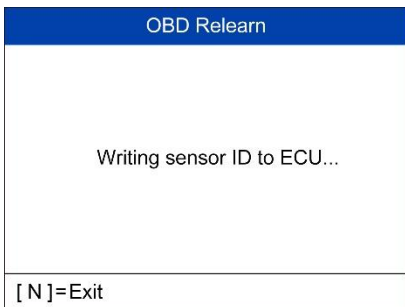 OBD Relearn
Writing sensor ID to ECU...
[ N ]=Exit